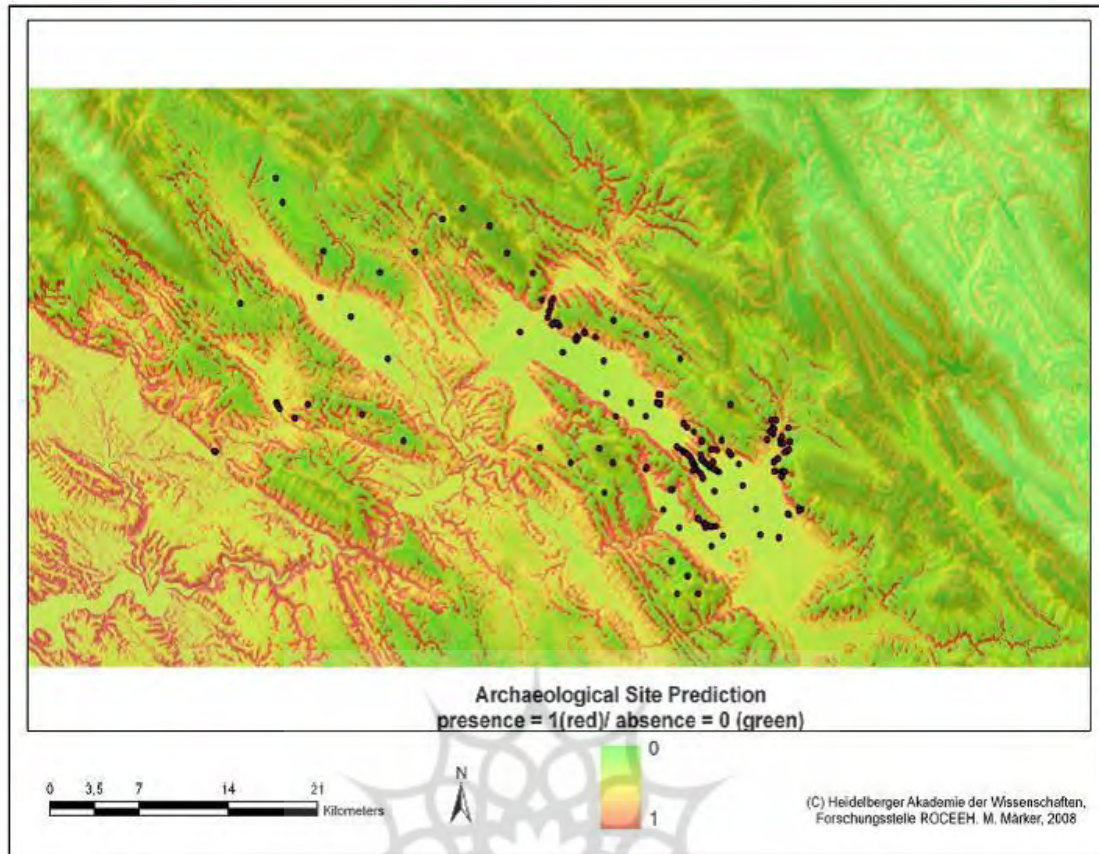 Archaeological Site Prediction
presence = 1(red)/ absence = 0 (green)
0
1
0 3,5 7 14 21
Kilometers
N
(C) Heidelberger Akademie der Wissenschaften,
Forschungsstelle ROCEEH. M. Märker, 2008